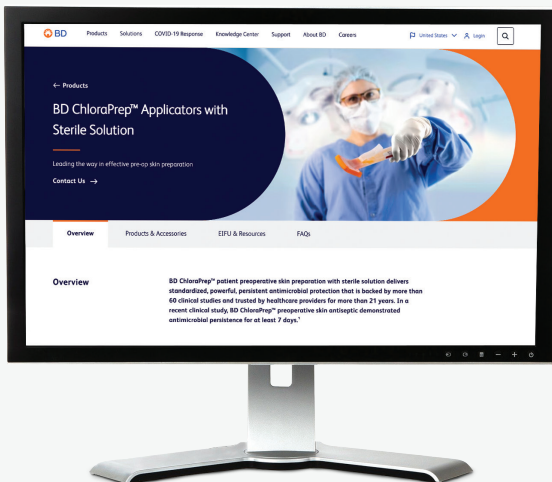 BD Products Solutions COVID-19 Response Knowledge Center Support About BD Careers United States Login
← Products
BD ChloraPrep™ Applicators with
Sterile Solution
Leading the way in effective pre-op skin preparation
Contact Us →
Overview Products & Accessories EIFU & Resources FAQs
Overview
BD ChloraPrep™ patient preoperative skin preparation with sterile solution delivers
standardized, powerful, persistent antimicrobial protection that is backed by more than
60 clinical studies and trusted by healthcare providers for more than 21 years. In a
recent clinical study, BD ChloraPrep™ preoperative skin antiseptic demonstrated
antimicrobial persistence for at least 7 days.